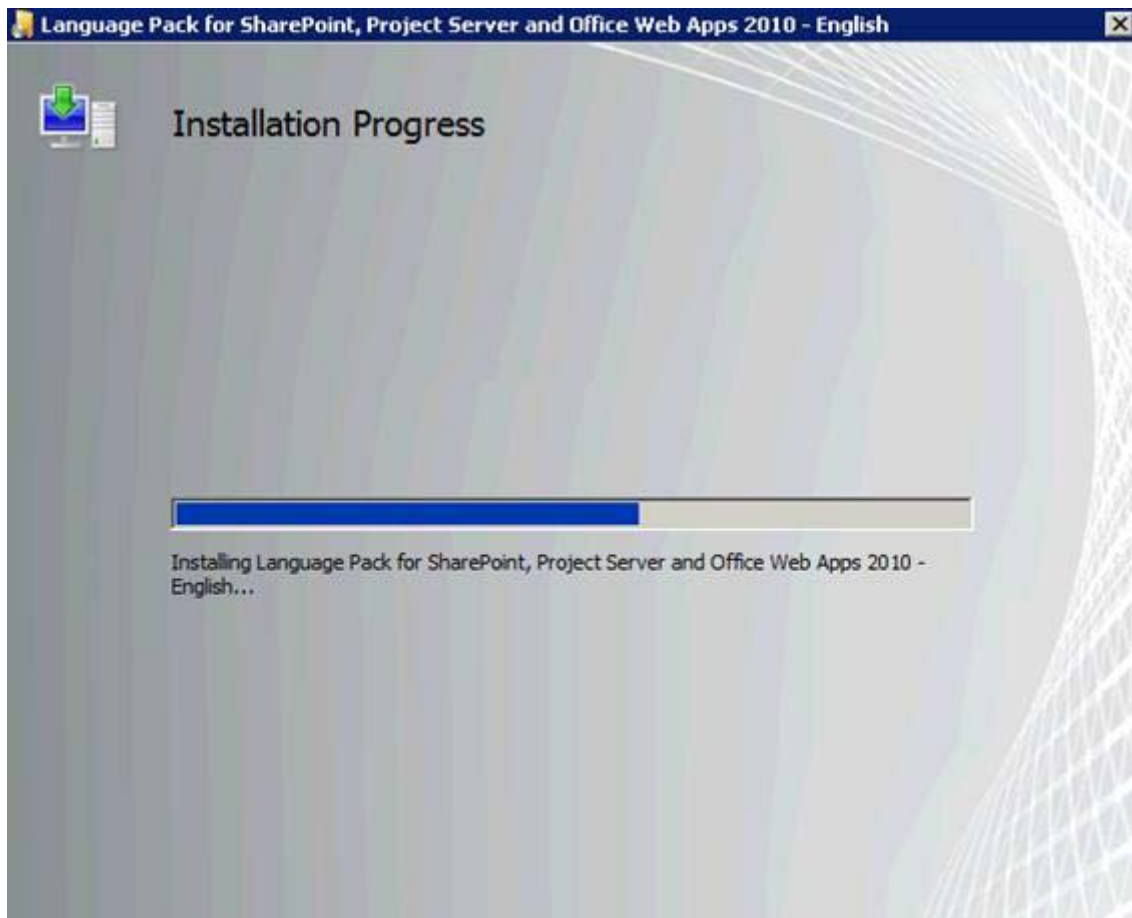 Language Pack for SharePoint, Project Server and Office Web Apps 2010 - English
Installation Progress
Installing Language Pack for SharePoint, Project Server and Office Web Apps 2010 -
English...